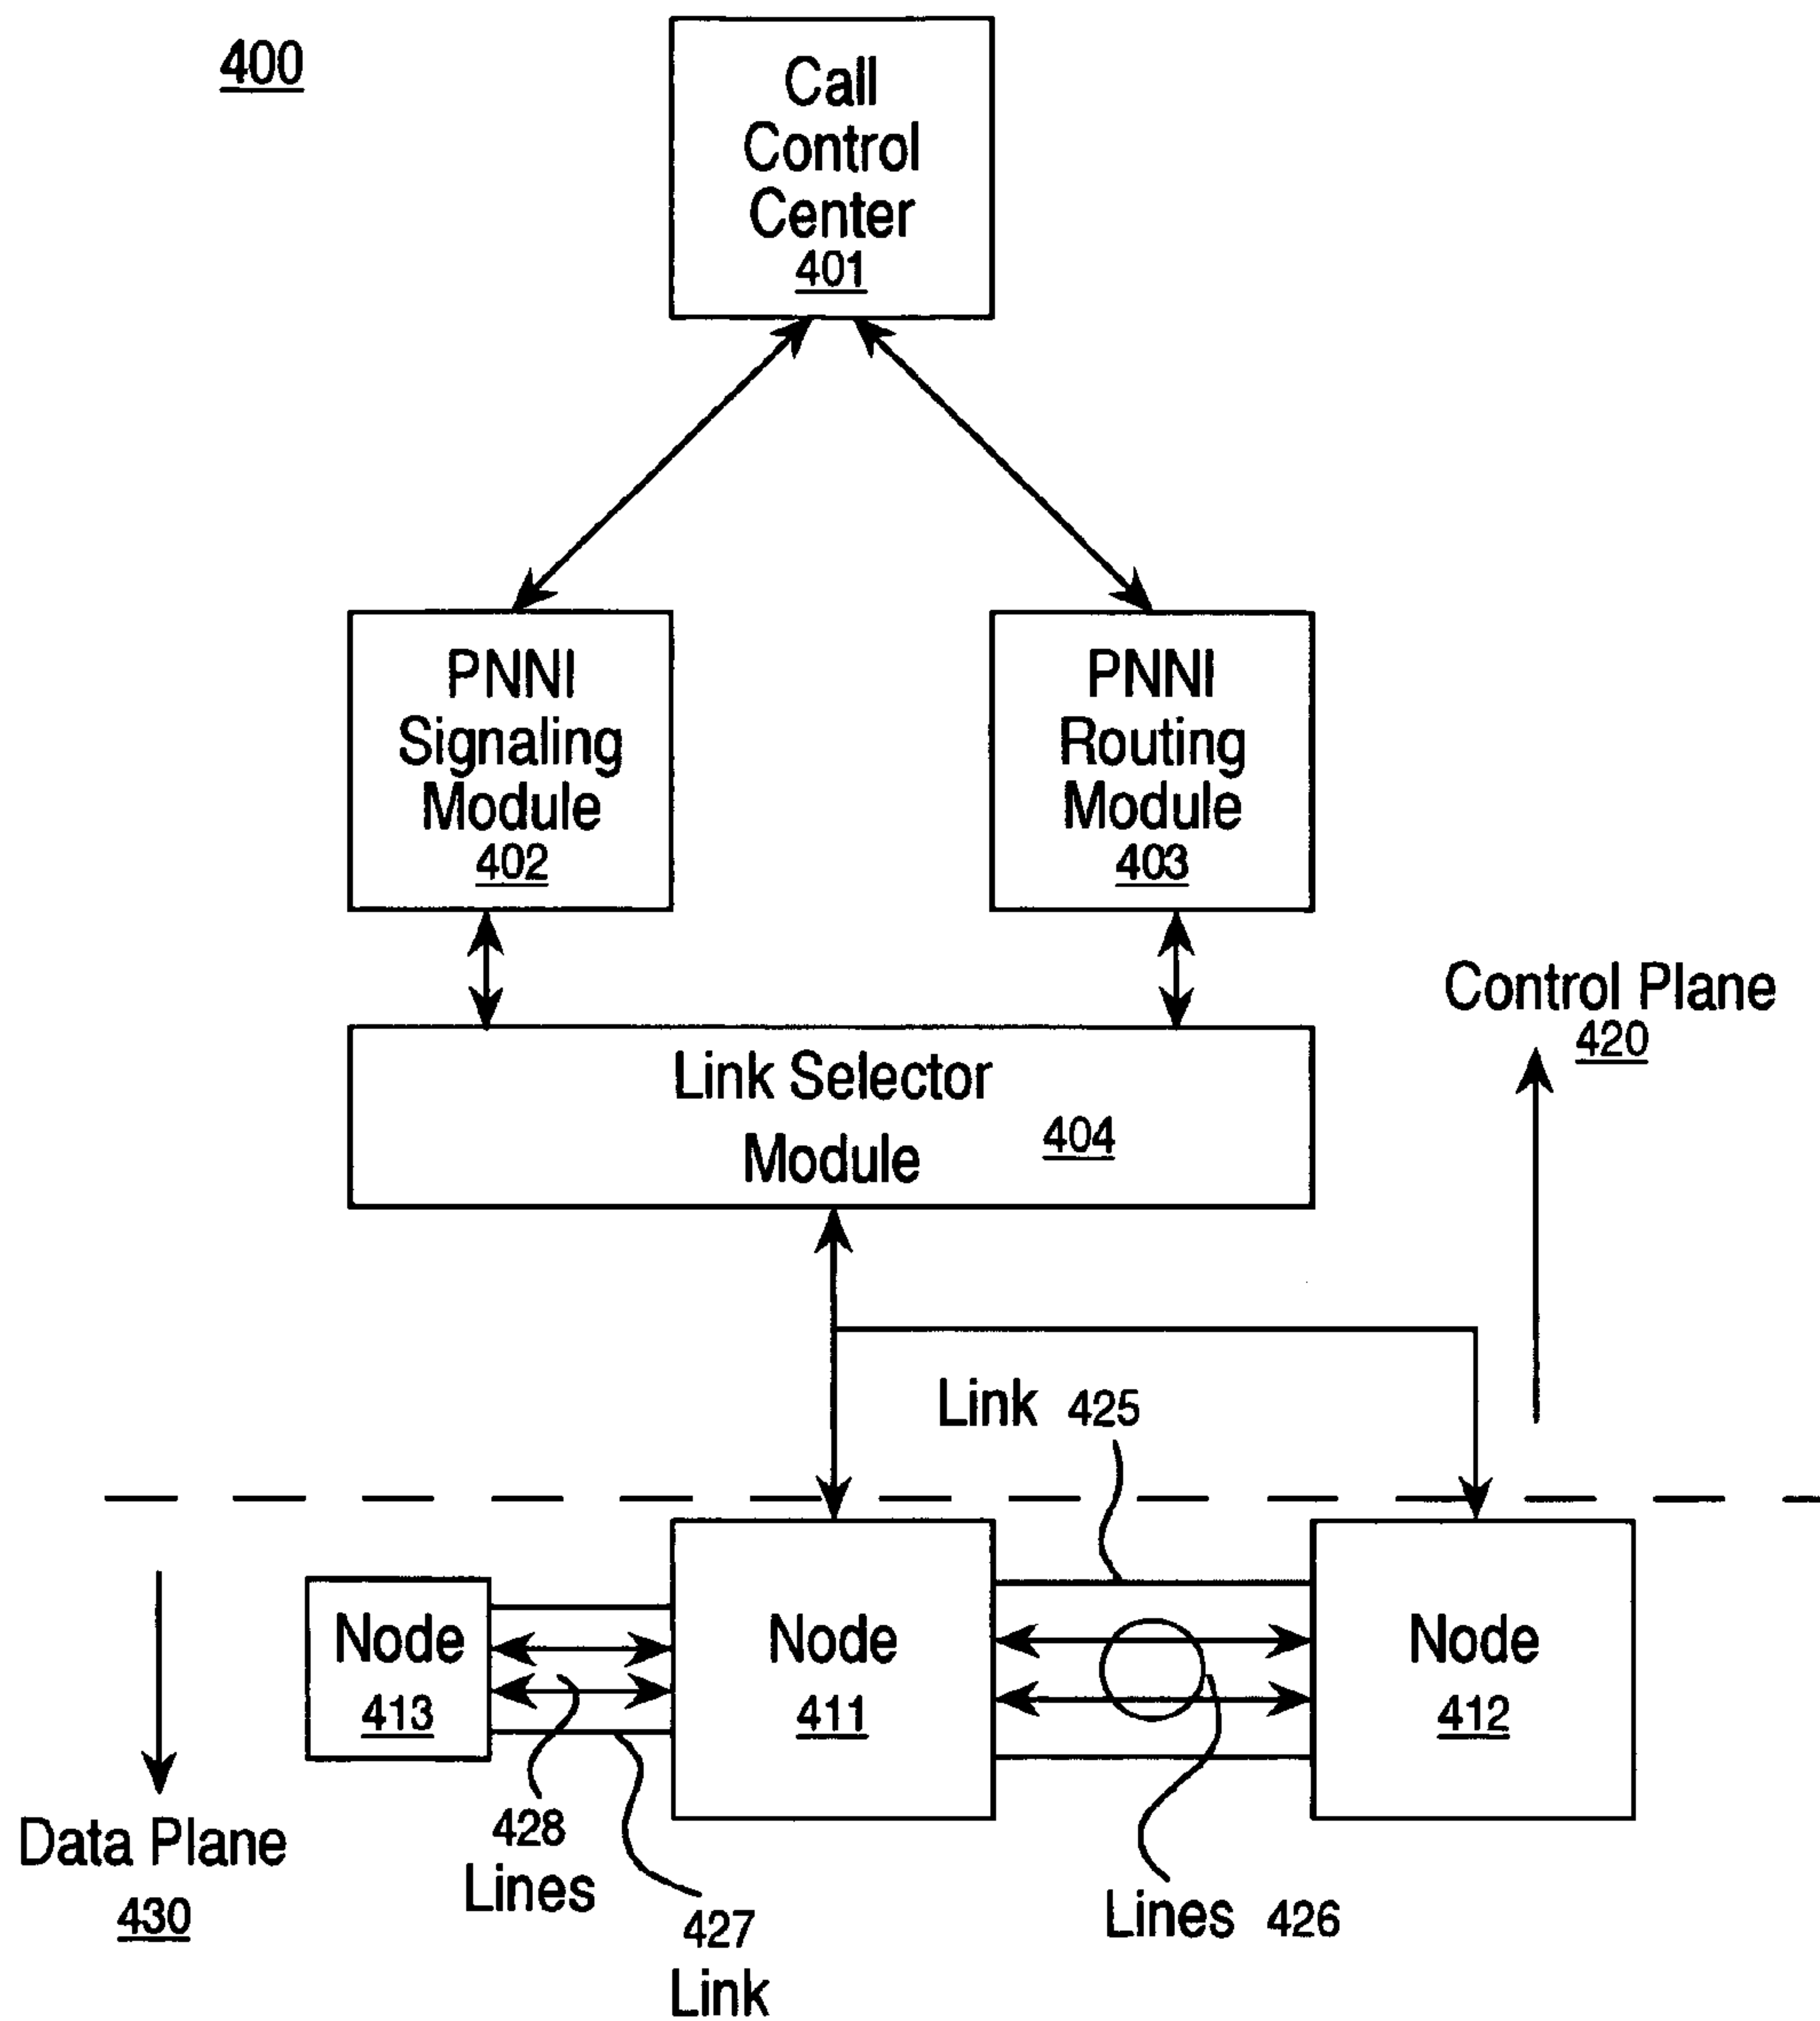 400
Call
Control
Center
401
PNNI
Signaling
Module
402
PNNI
Routing
Module
403
Control Plane
420
Link Selector
Module
404
Link 425
Node
413
Node
411
Node
412
Data Plane
430
428
Lines
427
Link
Lines 426